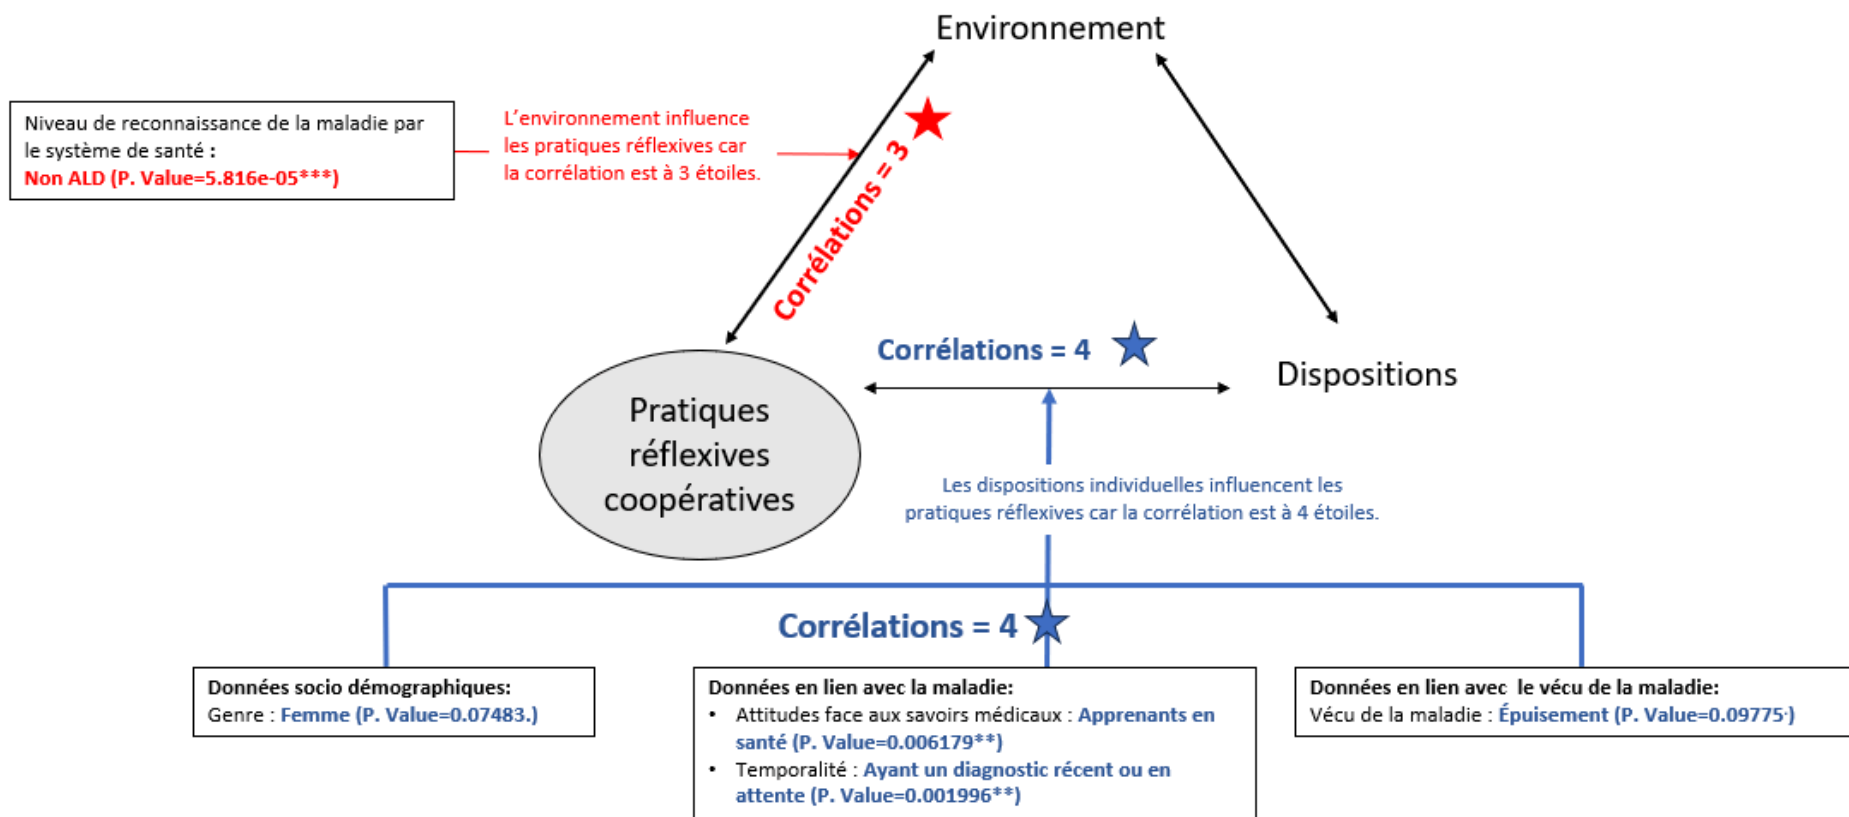 Environnement
Niveau de reconnaissance de la maladie par
le système de santé :
Non ALD (P. Value=5.816e-05***)
L'environnement influence
les pratiques réflexives car
la corrélation est à 3 étoiles.
Corrélations = 3
Corrélations = 4
Dispositions
Pratiques
réflexives
coopératives
Les dispositions individuelles influencent les
pratiques réflexives car la corrélation est à 4 étoiles.
Corrélations = 4
Données socio démographiques:
Genre : Femme (P. Value=0.07483.)
Données en lien avec la maladie:
• Attitudes face aux savoirs médicaux : Apprenants en
santé (P. Value=0.006179**)
• Temporalité : Ayant un diagnostic récent ou en
attente (P. Value=0.001996**)
Données en lien avec le vécu de la maladie:
Vécu de la maladie : Épuisement (P. Value=0.09775·)